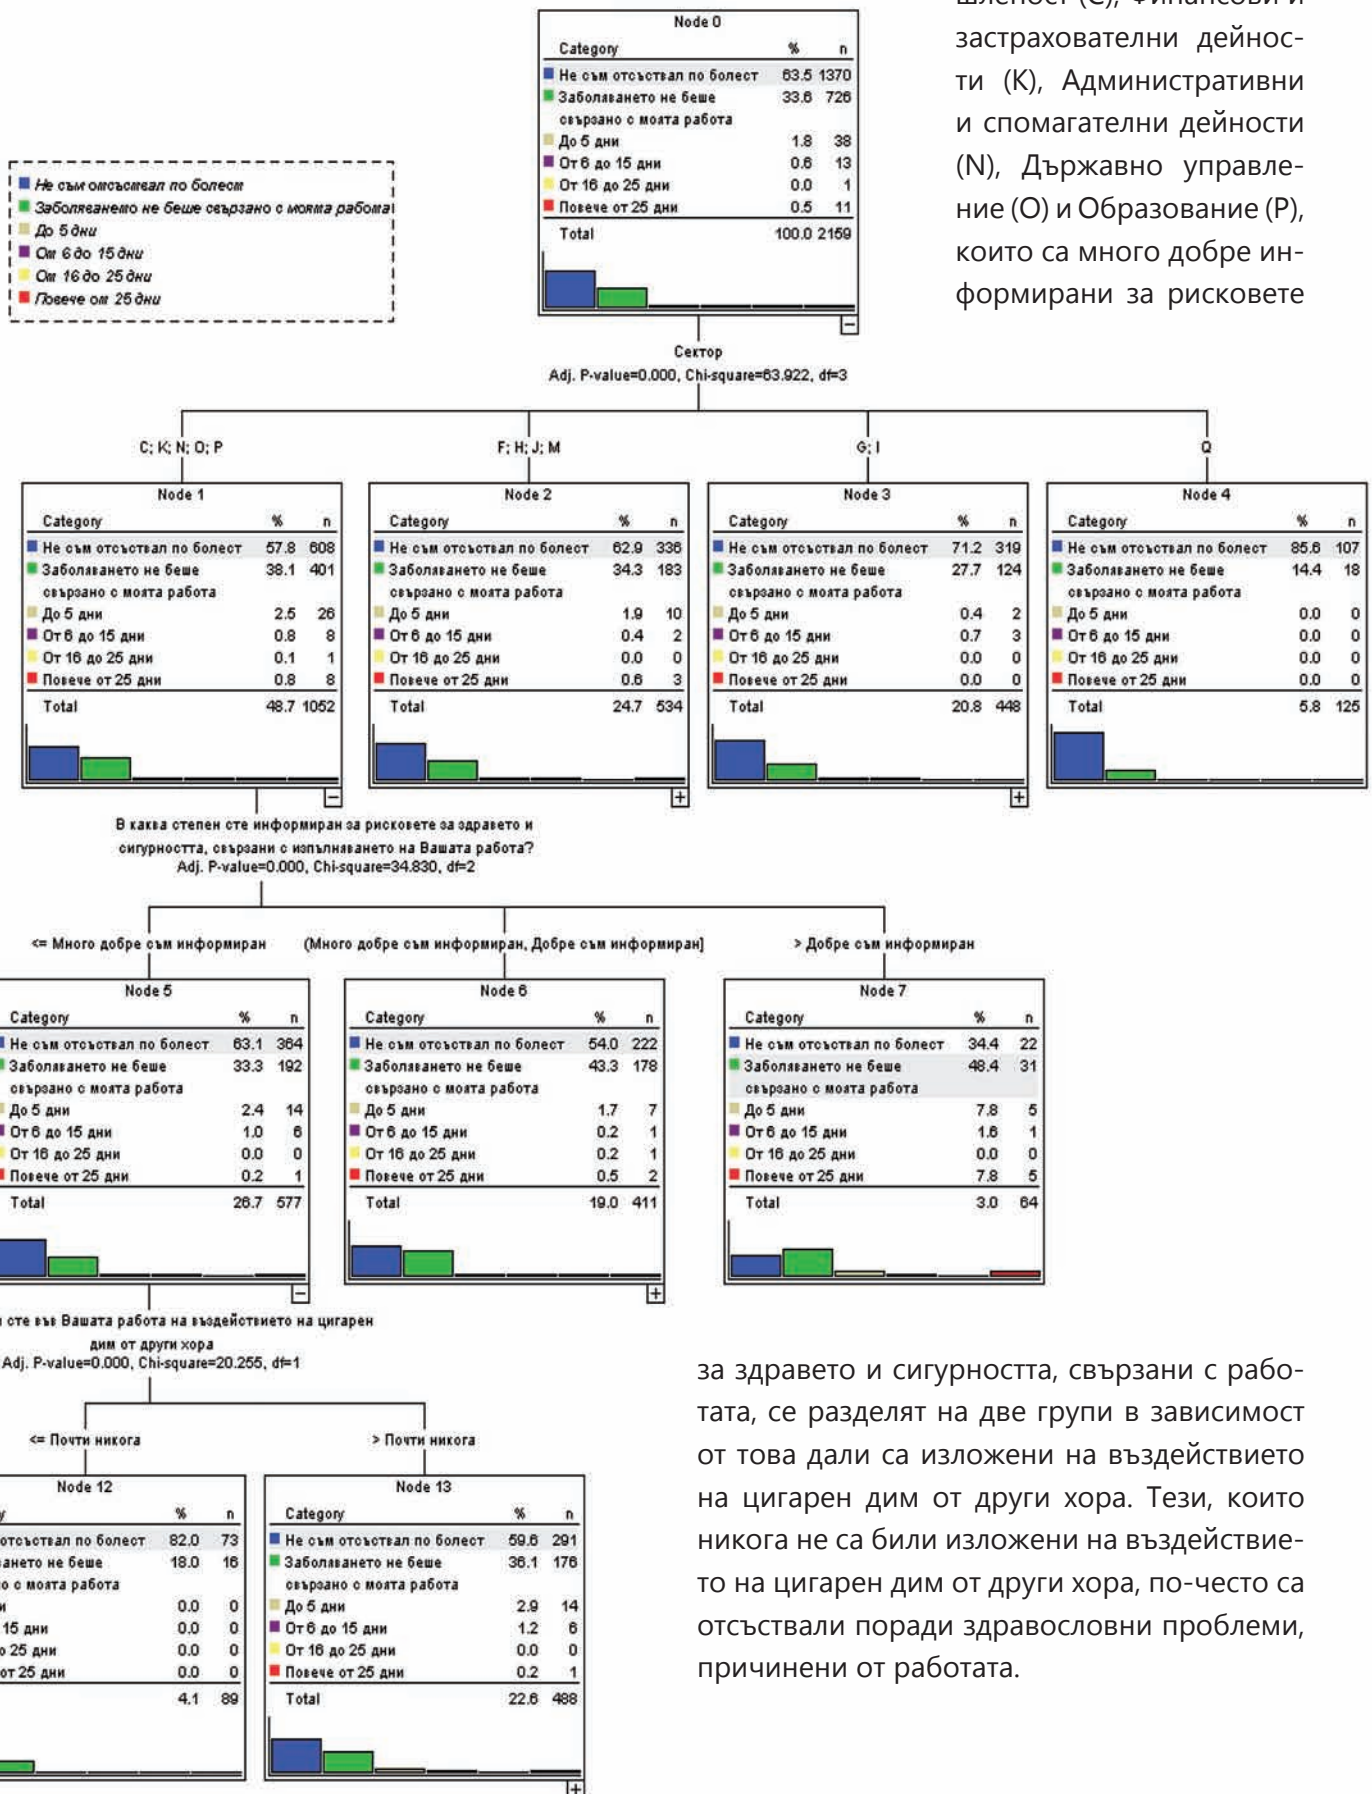 шленост (C), Финансови и
застрахователни дейнос-
ти (K), Административни
и спомагателни дейности
(N), Държавно управле-
ние (O) и Образование (P),
които са много добре ин-
формирани за рисковете
Node 0
Category % n
Не съм отсъствал по болест 63.5 1370
Заболяването не беше 33.6 726
свързано с моята работа
До 5 дни 1.8 38
От 6 до 15 дни 0.6 13
От 16 до 25 дни 0.0 1
Повече от 25 дни 0.5 11
Total 100.0 2159
Не съм отсъствал по болест
Заболяването не беше свързано с моята работа
До 5 дни
От 6 до 15 дни
От 16 до 25 дни
Повече от 25 дни
Сектор
Adj. P-value=0.000, Chi-square=63.922, df=3
C; K; N; O; P
F; H; J; M
G; I
Q
Node 1
Category % n
Не съм отсъствал по болест 57.8 608
Заболяването не беше 38.1 401
свързано с моята работа
До 5 дни 2.5 26
От 6 до 15 дни 0.8 8
От 16 до 25 дни 0.1 1
Повече от 25 дни 0.8 8
Total 48.7 1052
Node 2
Category % n
Не съм отсъствал по болест 62.9 336
Заболяването не беше 34.3 183
свързано с моята работа
До 5 дни 1.9 10
От 6 до 15 дни 0.4 2
От 16 до 25 дни 0.0 0
Повече от 25 дни 0.6 3
Total 24.7 534
Node 3
Category % n
Не съм отсъствал по болест 71.2 319
Заболяването не беше 27.7 124
свързано с моята работа
До 5 дни 0.4 2
От 6 до 15 дни 0.7 3
От 16 до 25 дни 0.0 0
Повече от 25 дни 0.0 0
Total 20.8 448
Node 4
Category % n
Не съм отсъствал по болест 85.6 107
Заболяването не беше 14.4 18
свързано с моята работа
До 5 дни 0.0 0
От 6 до 15 дни 0.0 0
От 16 до 25 дни 0.0 0
Повече от 25 дни 0.0 0
Total 5.8 125
В каква степен сте информиран за рисковете за здравето и
сигурността, свързани с изпълняването на Вашата работа?
Adj. P-value=0.000, Chi-square=34.830, df=2
<= Много добре съм информиран
(Много добре съм информиран, Добре съм информиран]
> Добре съм информиран
Node 5
Category % n
Не съм отсъствал по болест 63.1 364
Заболяването не беше 33.3 192
свързано с моята работа
До 5 дни 2.4 14
От 6 до 15 дни 1.0 6
От 16 до 25 дни 0.0 0
Повече от 25 дни 0.2 1
Total 26.7 577
Node 6
Category % n
Не съм отсъствал по болест 54.0 222
Заболяването не беше 43.3 178
свързано с моята работа
До 5 дни 1.7 7
От 6 до 15 дни 0.2 1
От 16 до 25 дни 0.2 1
Повече от 25 дни 0.5 2
Total 19.0 411
Node 7
Category % n
Не съм отсъствал по болест 34.4 22
Заболяването не беше 48.4 31
свързано с моята работа
До 5 дни 7.8 5
От 6 до 15 дни 1.6 1
От 16 до 25 дни 0.0 0
Повече от 25 дни 7.8 5
Total 3.0 64
сте във Вашата работа на въздействието на цигарен
дим от други хора
Adj. P-value=0.000, Chi-square=20.255, df=1
<= Почти никога
> Почти никога
Node 12
y % n
отсъствал по болест 82.0 73
ването не беше 18.0 16
о с моята работа
и 0.0 0
15 дни 0.0 0
о 25 дни 0.0 0
от 25 дни 0.0 0
4.1 89
Node 13
Category % n
Не съм отсъствал по болест 59.6 291
Заболяването не беше 36.1 176
свързано с моята работа
До 5 дни 2.9 14
От 6 до 15 дни 1.2 6
От 16 до 25 дни 0.0 0
Повече от 25 дни 0.2 1
Total 22.6 488
за здравето и сигурността, свързани с рабо-
тата, се разделят на две групи в зависимост
от това дали са изложени на въздействието
на цигарен дим от други хора. Тези, които
никога не са били изложени на въздействие-
то на цигарен дим от други хора, по-често са
отсъствали поради здравословни проблеми,
причинени от работата.